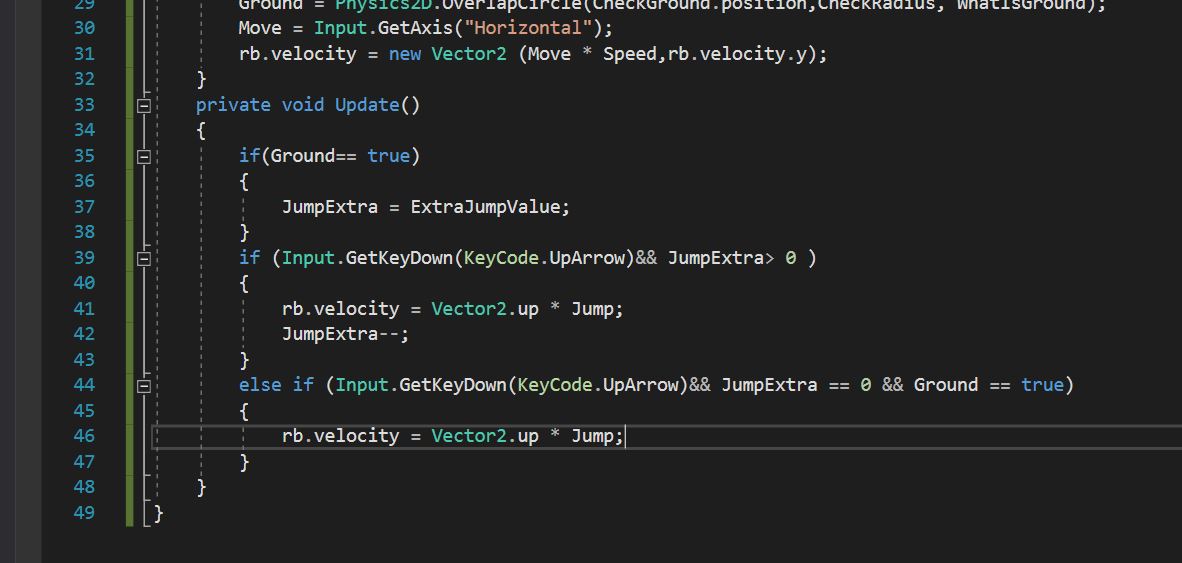 29 Ground = Physics2D.OverlapCircle(CheckGround.position,CheckRadius, WhatIsGround);
30 Move = Input.GetAxis("Horizontal");
31 rb.velocity = new Vector2 (Move * Speed,rb.velocity.y);
32 }
33 private void Update()
34 {
35 if(Ground== true)
36 {
37 JumpExtra = ExtraJumpValue;
38 }
39 if (Input.GetKeyDown(KeyCode.UpArrow)&& JumpExtra> 0 )
40 {
41 rb.velocity = Vector2.up * Jump;
42 JumpExtra--;
43 }
44 else if (Input.GetKeyDown(KeyCode.UpArrow)&& JumpExtra == 0 && Ground == true)
45 {
46 rb.velocity = Vector2.up * Jump;
47 }
48 }
49 }